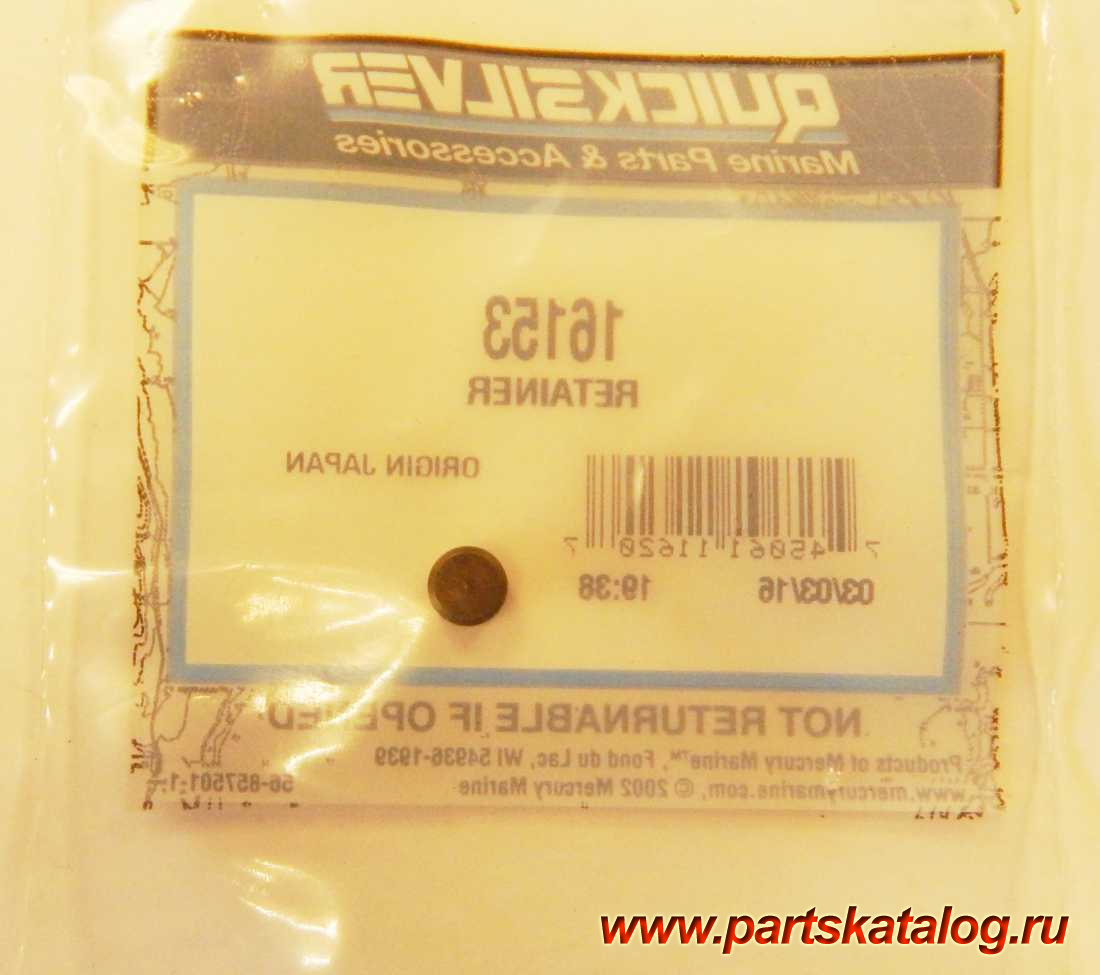 QUICKSILVER
Marine Parts & Accessories
16153
RETAINER
ORIGIN JAPAN
7 45061 11620 7
03/03/16 19:38
NOT RETURNABLE IF OPENED
Products of Mercury Marine™, Fond du Lac, WI 54936-1939
www.mercurymarine.com, © 2002 Mercury Marine 56-857501-1
www.partskatalog.ru